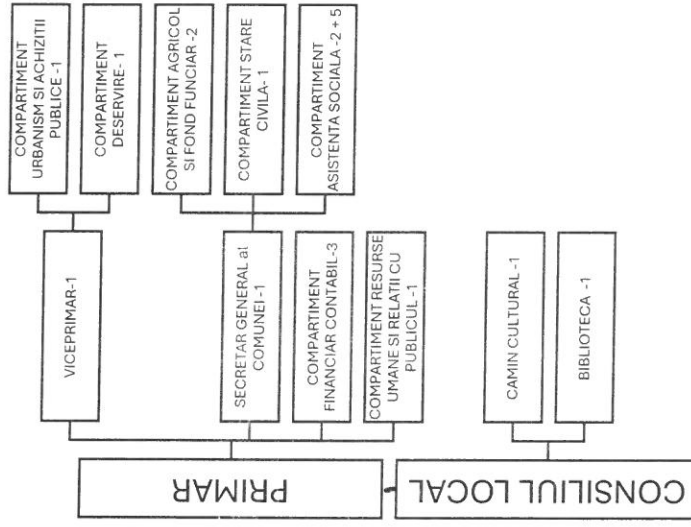 PRIMAR
VICEPRIMAR-1
COMPARTIMENT
URBANISM SI ACHIZITII
PUBLICE -1
COMPARTIMENT
DESERVIRE- 1
SECRETAR GENERAL al
COMUNEI -1
COMPARTIMENT AGRICOL
SI FOND FUNCIAR -2
COMPARTIMENT STARE
CIVILA- 1
COMPARTIMENT
ASISTENTA SOCIALA -2 + 5
COMPARTIMENT
FINANCIAR CONTABIL-3
COMPARTIMENT RESURSE
UMANE SI RELATII CU
PUBLICUL -1
CONSILIUL LOCAL
CAMIN CULTURAL -1
BIBLIOTECA -1